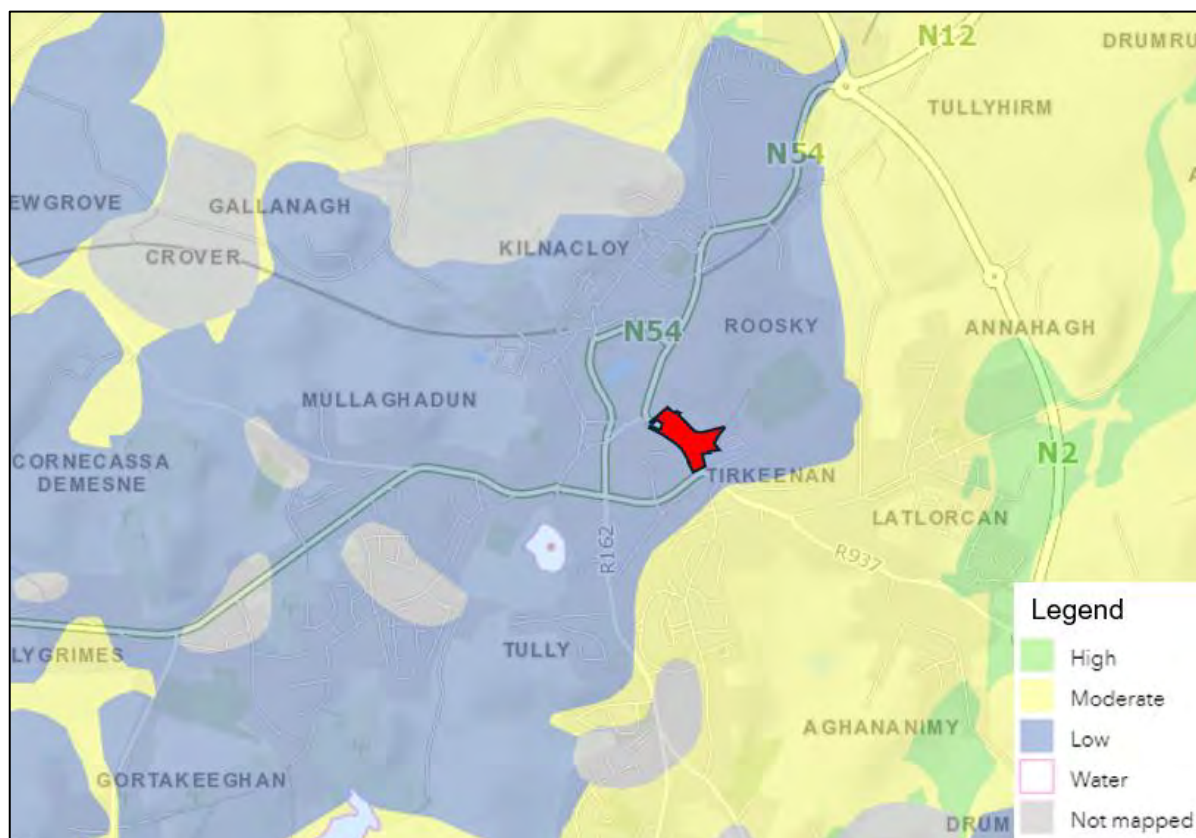 N12
DRUMRU
TULLYHIRM
N54
EWGROVE
GALLANAGH
KILNACLOY
CROVER
N54
ROOSKY
ANNAHAGH
MULLAGHADUN
CORNECASSA
DEMESNE
N2
TIRKEENAN
LATLORCAN
R162
R937
Legend
High
LYGRIMES
TULLY
Moderate
AGHANANIMY
Low
GORTAKEEGHAN
Water
DRUM
Not mapped